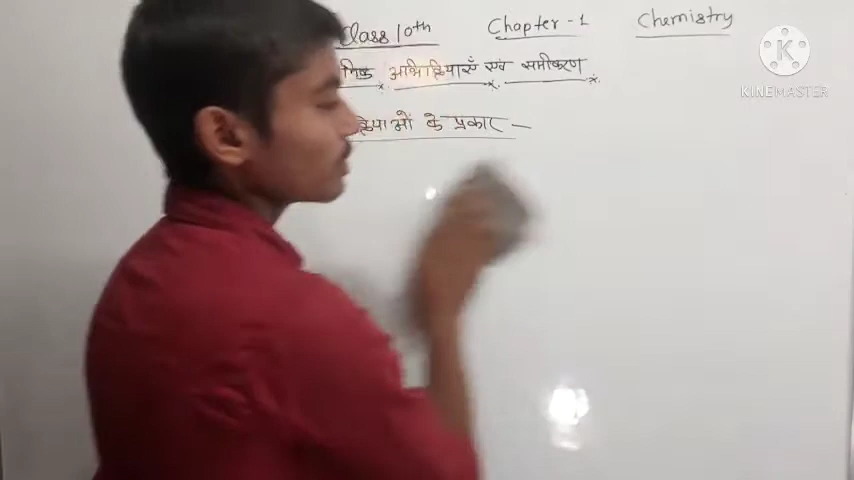 Class 10th Chapter-1 Chemistry
अभिक्रियाएँ एवं समीकरण
के प्रकार —
K
KINEMASTER